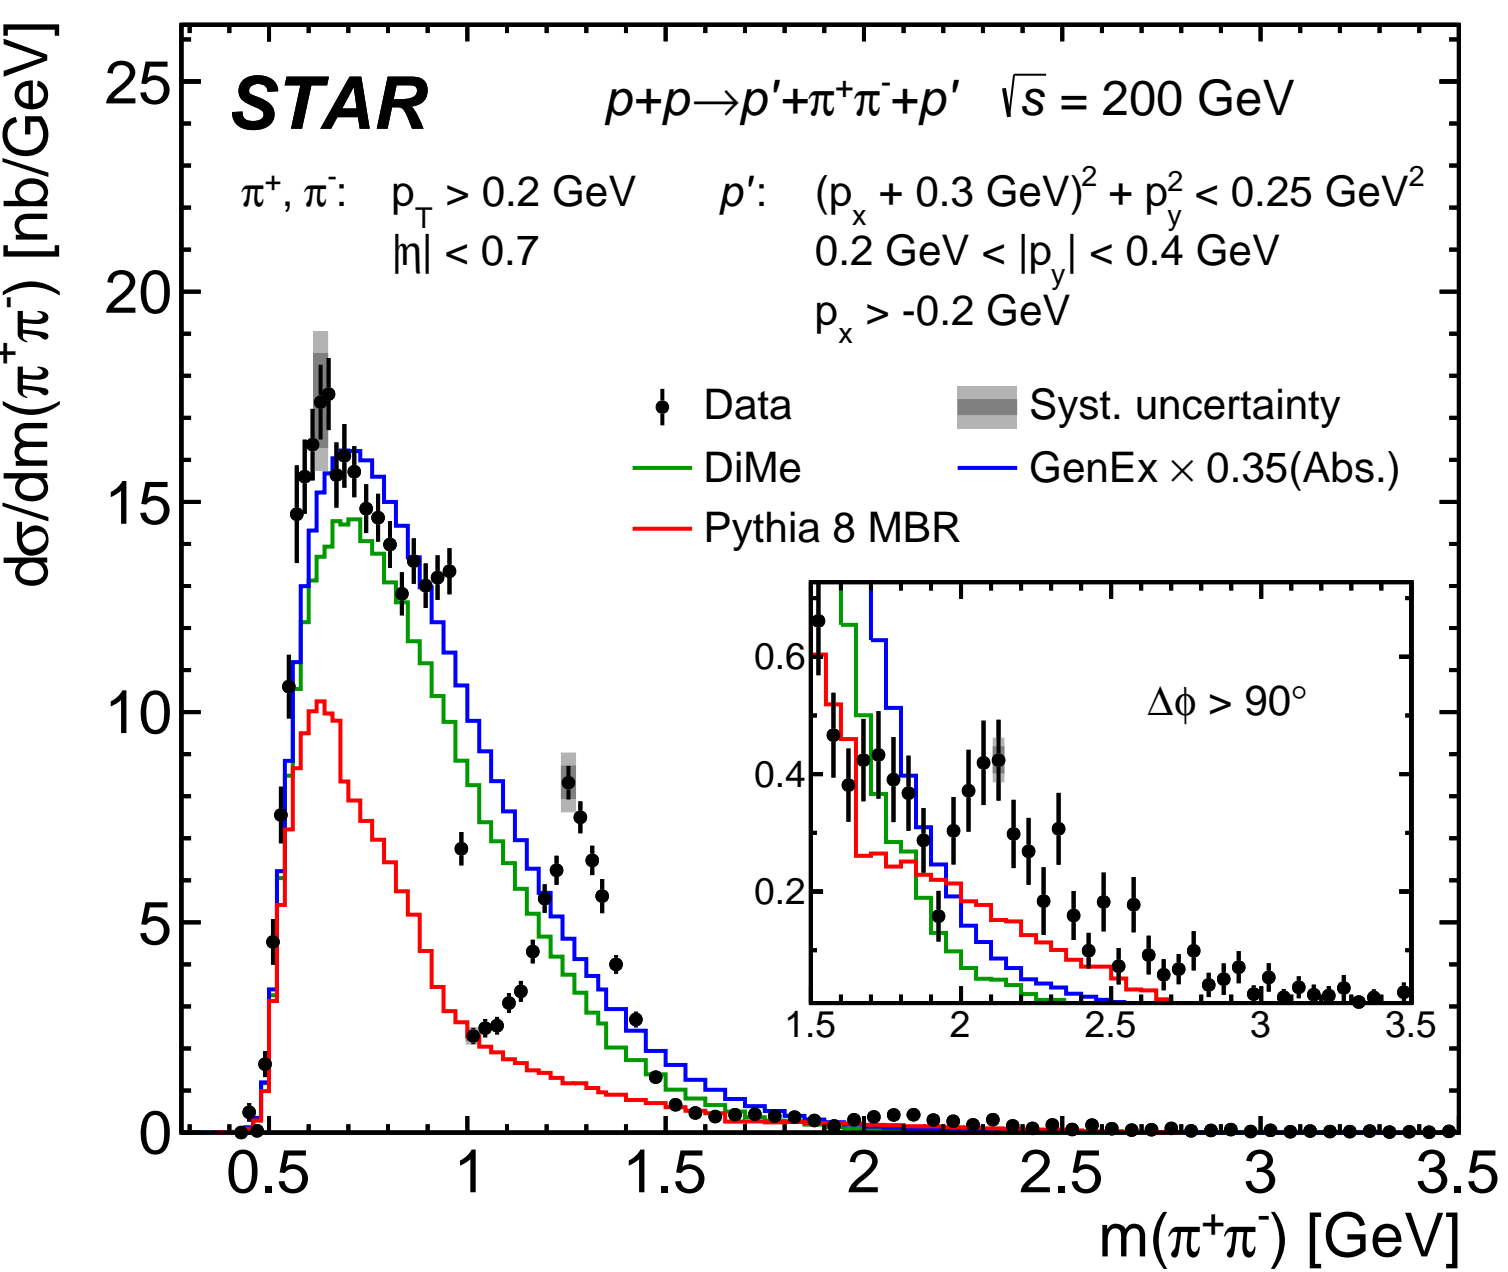 STAR p+p→p′+π⁺π⁻+p′ √s = 200 GeV
π⁺, π⁻: p_T > 0.2 GeV p′: (p_x + 0.3 GeV)² + p_y² < 0.25 GeV²
|η| < 0.7 0.2 GeV < |p_y| < 0.4 GeV
p_x > -0.2 GeV
Data Syst. uncertainty
DiMe GenEx × 0.35(Abs.)
Pythia 8 MBR
dσ/dm(π⁺π⁻) [nb/GeV]
25
20
15
10
5
0
0.5 1 1.5 2 2.5 3 3.5
m(π⁺π⁻) [GeV]
Δϕ > 90°
0.6
0.4
0.2
1.5 2 2.5 3 3.5